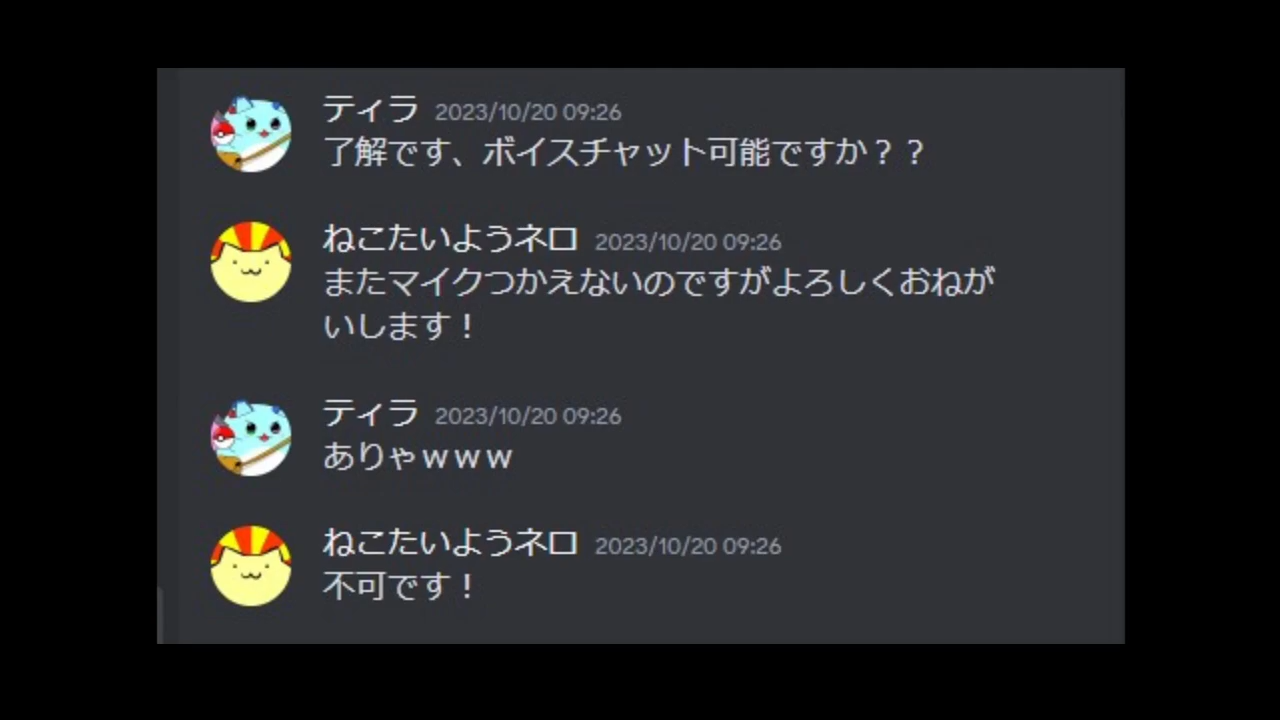 ティラ 2023/10/20 09:26
了解です、ボイスチャット可能ですか？？
ねこたいようネロ 2023/10/20 09:26
またマイクつかえないのですがよろしくおねが
いします！
ティラ 2023/10/20 09:26
ありゃｗｗｗ
ねこたいようネロ 2023/10/20 09:26
不可です！